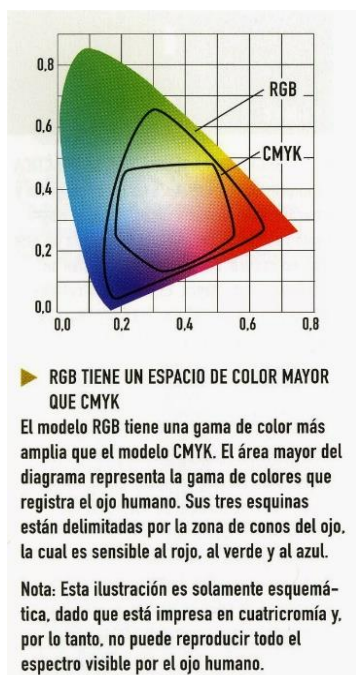 0,8
RGB
0,6
CMYK
0,4
0,2
0,0
0,0 0,2 0,4 0,6 0,8
RGB TIENE UN ESPACIO DE COLOR MAYOR
QUE CMYK
El modelo RGB tiene una gama de color más
amplia que el modelo CMYK. El área mayor del
diagrama representa la gama de colores que
registra el ojo humano. Sus tres esquinas
están delimitadas por la zona de conos del ojo,
la cual es sensible al rojo, al verde y al azul.
Nota: Esta ilustración es solamente esquemá-
tica, dado que está impresa en cuatricromía y,
por lo tanto, no puede reproducir todo el
espectro visible por el ojo humano.